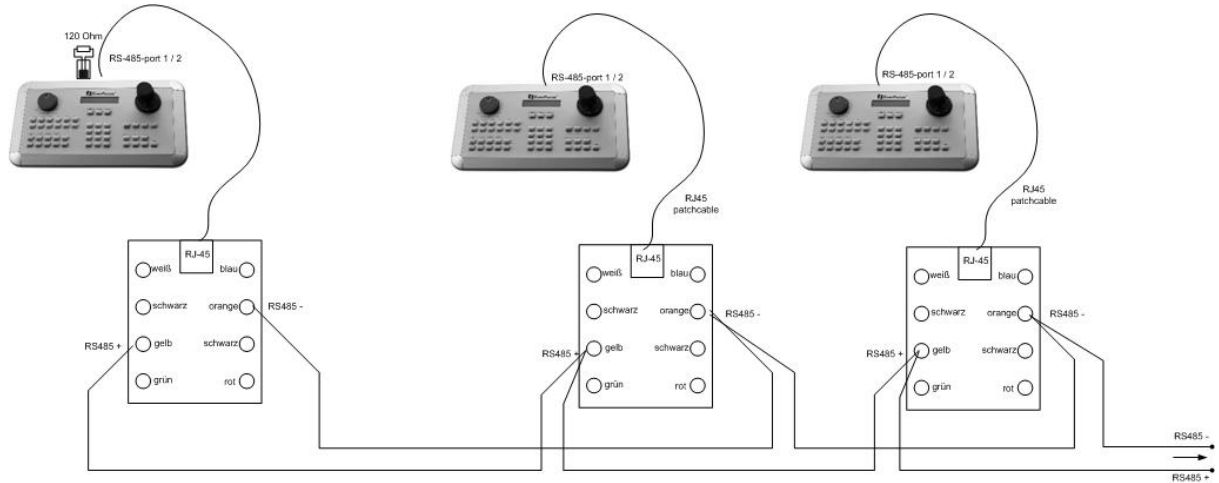 120 Ohm
RS-485-port 1 / 2
RS-485-port 1 / 2
RS-485-port 1 / 2
EverFocus
EverFocus
EverFocus
RJ45
patchcable
RJ45
patchcable
RJ-45
weiß
blau
schwarz
orange
RS485 -
RS485 +
gelb
schwarz
grün
rot
RJ-45
weiß
blau
schwarz
orange
RS485 -
RS485 +
gelb
schwarz
grün
rot
RJ-45
weiß
blau
schwarz
orange
RS485 -
RS485 +
gelb
schwarz
grün
rot
RS485 -
RS485 +